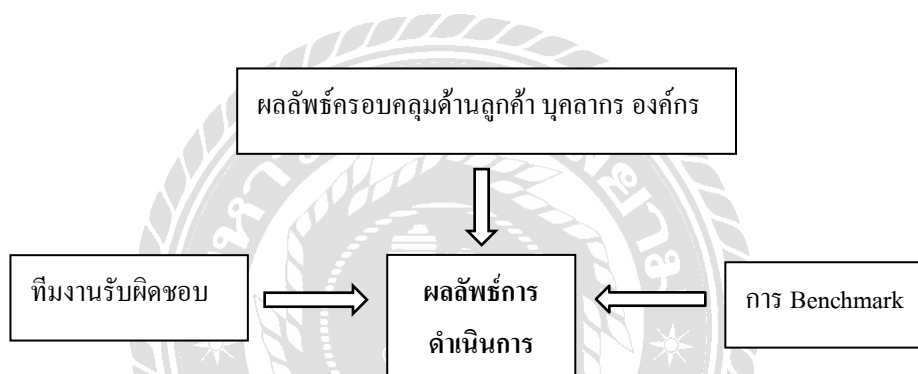 ผลลัพธ์ครอบคลุมด้านลูกค้า บุคลากร องค์กร
ทีมงานรับผิดชอบ
ผลลัพธ์การ
ดำเนินการ
การ Benchmark